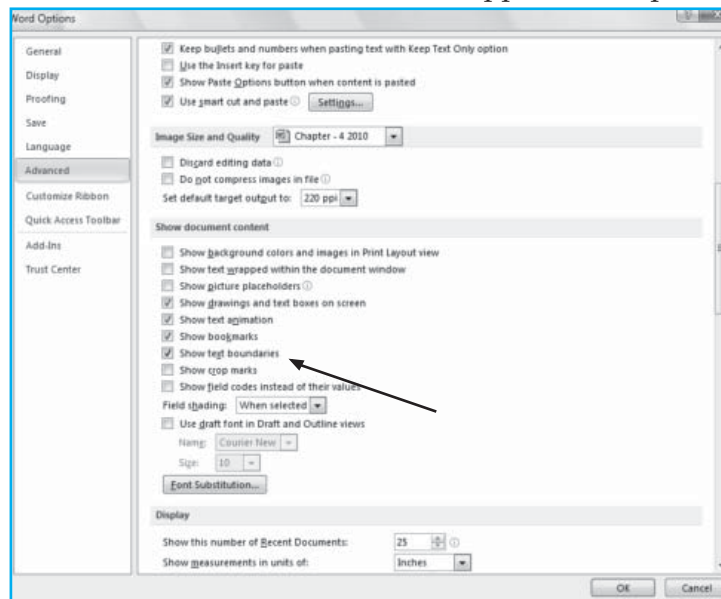 Word Options
General
Display
Proofing
Save
Language
Advanced
Customize Ribbon
Quick Access Toolbar
Add-Ins
Trust Center
Keep bullets and numbers when pasting text with Keep Text Only option
Use the Insert key for paste
Show Paste Options button when content is pasted
Use smart cut and paste Settings...
Image Size and Quality Chapter - 4 2010
Discard editing data
Do not compress images in file
Set default target output to: 220 ppi
Show document content
Show background colors and images in Print Layout view
Show text wrapped within the document window
Show picture placeholders
Show drawings and text boxes on screen
Show text animation
Show bookmarks
Show text boundaries
Show crop marks
Show field codes instead of their values
Field shading: When selected
Use draft font in Draft and Outline views
Name: Courier New
Size: 10
Font Substitution...
Display
Show this number of Recent Documents: 25
Show measurements in units of: Inches
OK Cancel